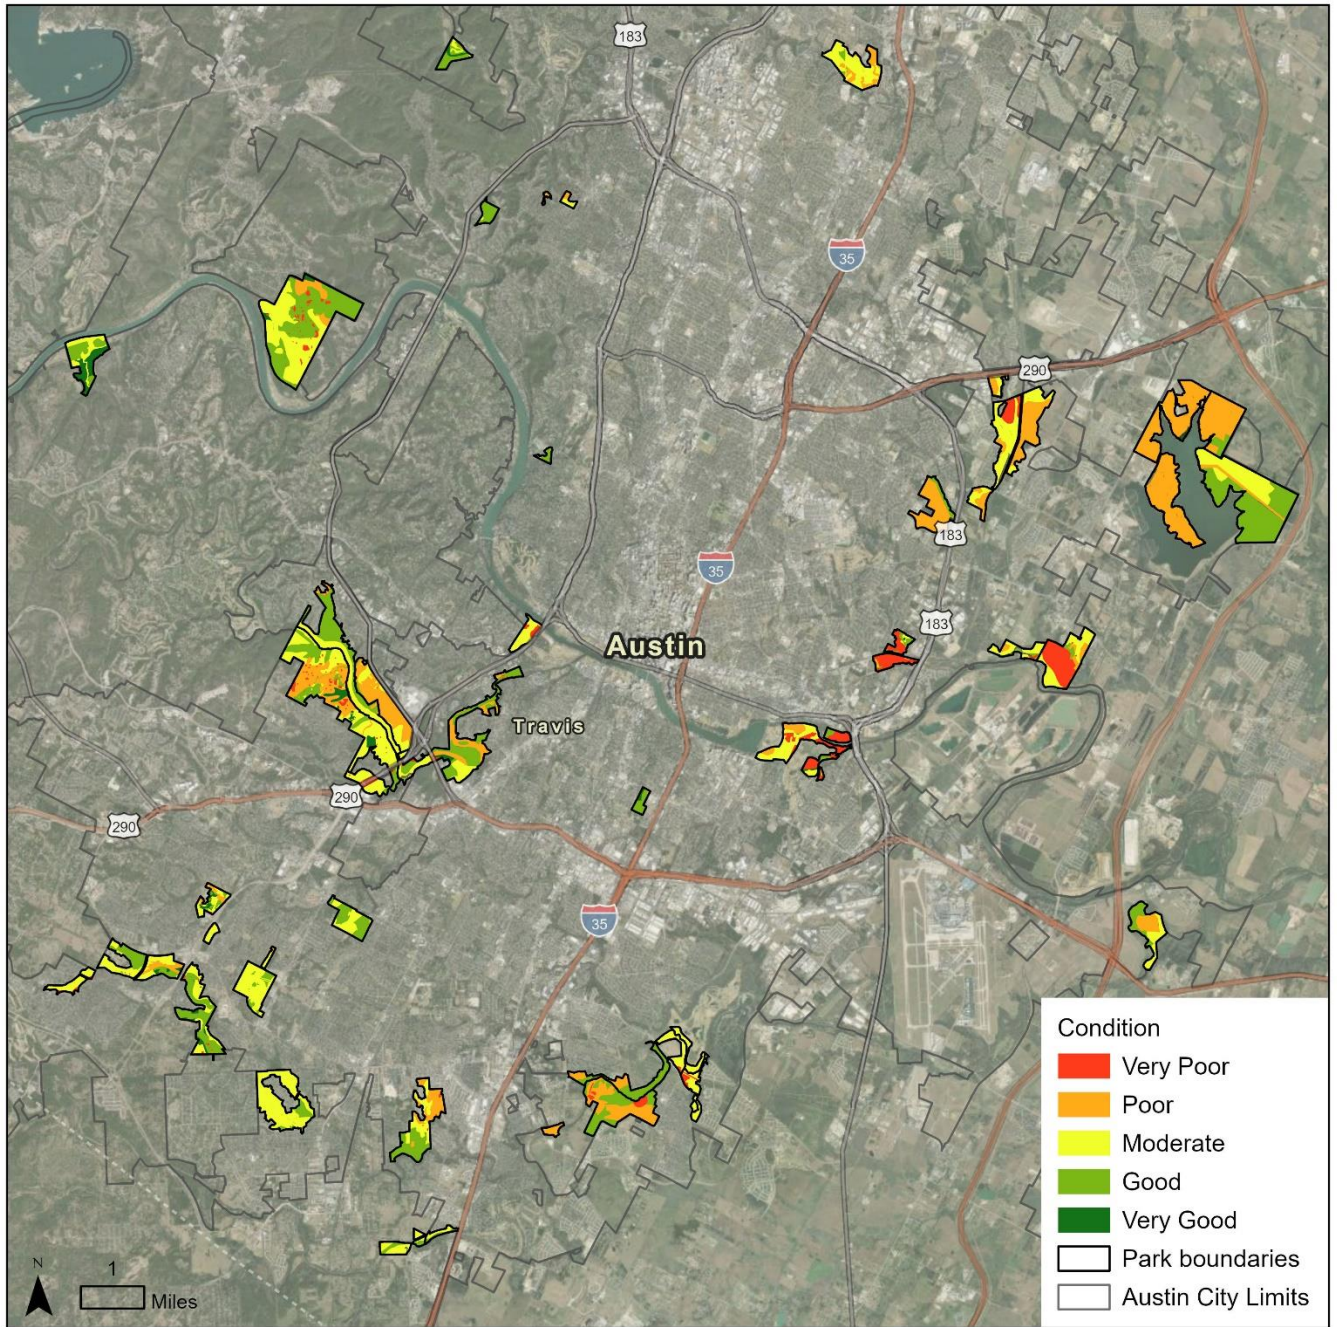 183
35
290
183
35
183
Austin
Travis
290
290
35
Condition
Very Poor
Poor
Moderate
Good
Very Good
Park boundaries
Austin City Limits
N
1
Miles